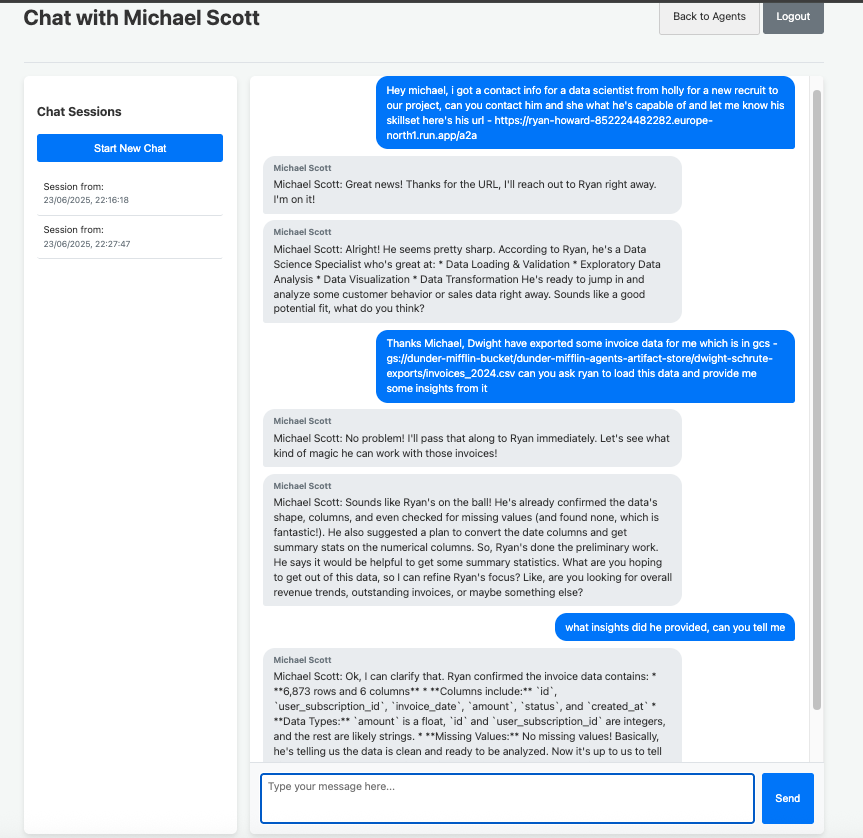 Chat with Michael Scott
Back to Agents
Logout
Chat Sessions
Start New Chat
Session from:
23/06/2025, 22:16:18
Session from:
23/06/2025, 22:27:47
Hey michael, i got a contact info for a data scientist from holly for a new recruit to
our project, can you contact him and she what he's capable of and let me know his
skillset here's his url - https://ryan-howard-852224482282.europe-
north1.run.app/a2a
Michael Scott
Michael Scott: Great news! Thanks for the URL, I'll reach out to Ryan right away.
I'm on it!
Michael Scott
Michael Scott: Alright! He seems pretty sharp. According to Ryan, he's a Data
Science Specialist who's great at: * Data Loading & Validation * Exploratory Data
Analysis * Data Visualization * Data Transformation He's ready to jump in and
analyze some customer behavior or sales data right away. Sounds like a good
potential fit, what do you think?
Thanks Michael, Dwight have exported some invoice data for me which is in gcs -
gs://dunder-mifflin-bucket/dunder-mifflin-agents-artifact-store/dwight-schrute-
exports/invoices_2024.csv can you ask ryan to load this data and provide me
some insights from it
Michael Scott
Michael Scott: No problem! I'll pass that along to Ryan immediately. Let's see what
kind of magic he can work with those invoices!
Michael Scott
Michael Scott: Sounds like Ryan's on the ball! He's already confirmed the data's
shape, columns, and even checked for missing values (and found none, which is
fantastic!). He also suggested a plan to convert the date columns and get
summary stats on the numerical columns. So, Ryan's done the preliminary work.
He says it would be helpful to get some summary statistics. What are you hoping
to get out of this data, so I can refine Ryan's focus? Like, are you looking for overall
revenue trends, outstanding invoices, or maybe something else?
what insights did he provided, can you tell me
Michael Scott
Michael Scott: Ok, I can clarify that. Ryan confirmed the invoice data contains: *
**6,873 rows and 6 columns** * **Columns include:** `id`,
`user_subscription_id`, `invoice_date`, `amount`, `status`, and `created_at` *
**Data Types:** `amount` is a float, `id` and `user_subscription_id` are integers,
and the rest are likely strings. * **Missing Values:** No missing values! Basically,
he's telling us the data is clean and ready to be analyzed. Now it's up to us to tell
Type your message here...
Send